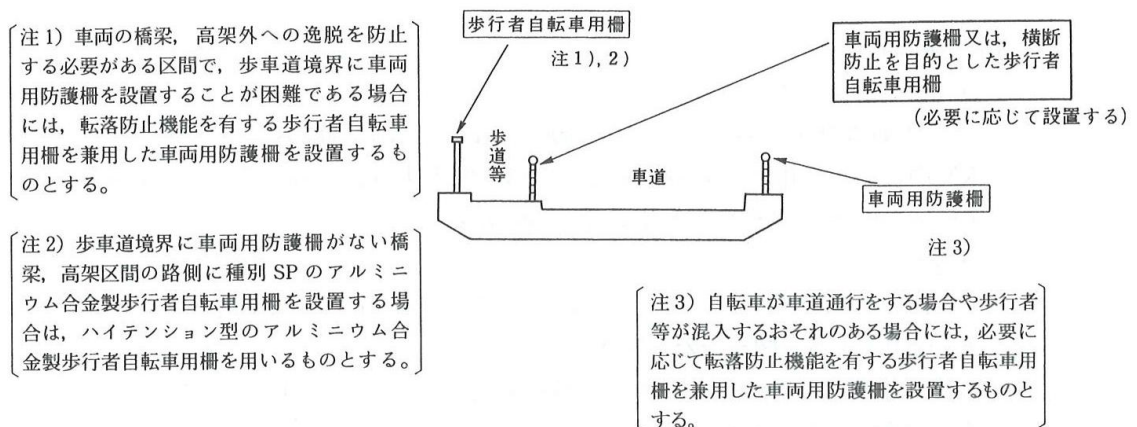 注1）車両の橋梁，高架外への逸脱を防止
する必要がある区間で，歩車道境界に車両
用防護柵を設置することが困難である場合
には，転落防止機能を有する歩行者自転車
用柵を兼用した車両用防護柵を設置するも
のとする。
注2）歩車道境界に車両用防護柵がない橋
梁，高架区間の路側に種別 SP のアルミニ
ウム合金製歩行者自転車用柵を設置する場
合は，ハイテンション型のアルミニウム合
金製歩行者自転車用柵を用いるものとする。
歩行者自転車用柵
注1), 2)
歩道等
車道
車両用防護柵又は，横断
防止を目的とした歩行者
自転車用柵
(必要に応じて設置する)
車両用防護柵
注3)
注3）自転車が車道通行をする場合や歩行者
等が混入するおそれのある場合には，必要に
応じて転落防止機能を有する歩行者自転車用
柵を兼用した車両用防護柵を設置するものと
する。